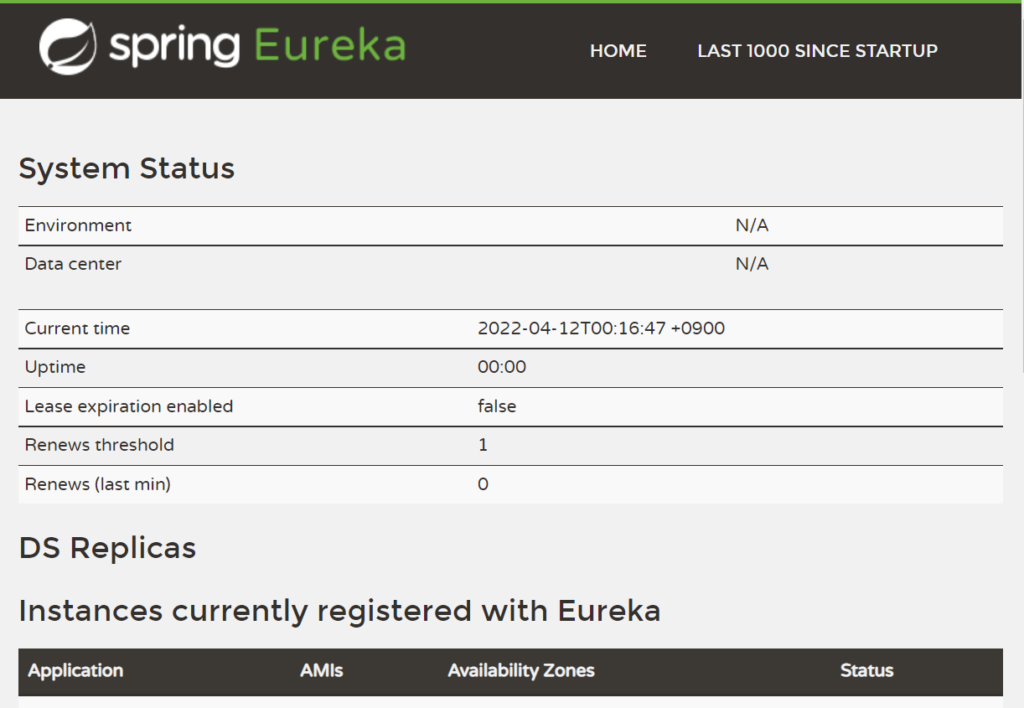 spring Eureka HOME LAST 1000 SINCE STARTUP
System Status
Environment N/A
Data center N/A
Current time 2022-04-12T00:16:47 +0900
Uptime 00:00
Lease expiration enabled false
Renews threshold 1
Renews (last min) 0
DS Replicas
Instances currently registered with Eureka
Application AMIs Availability Zones Status